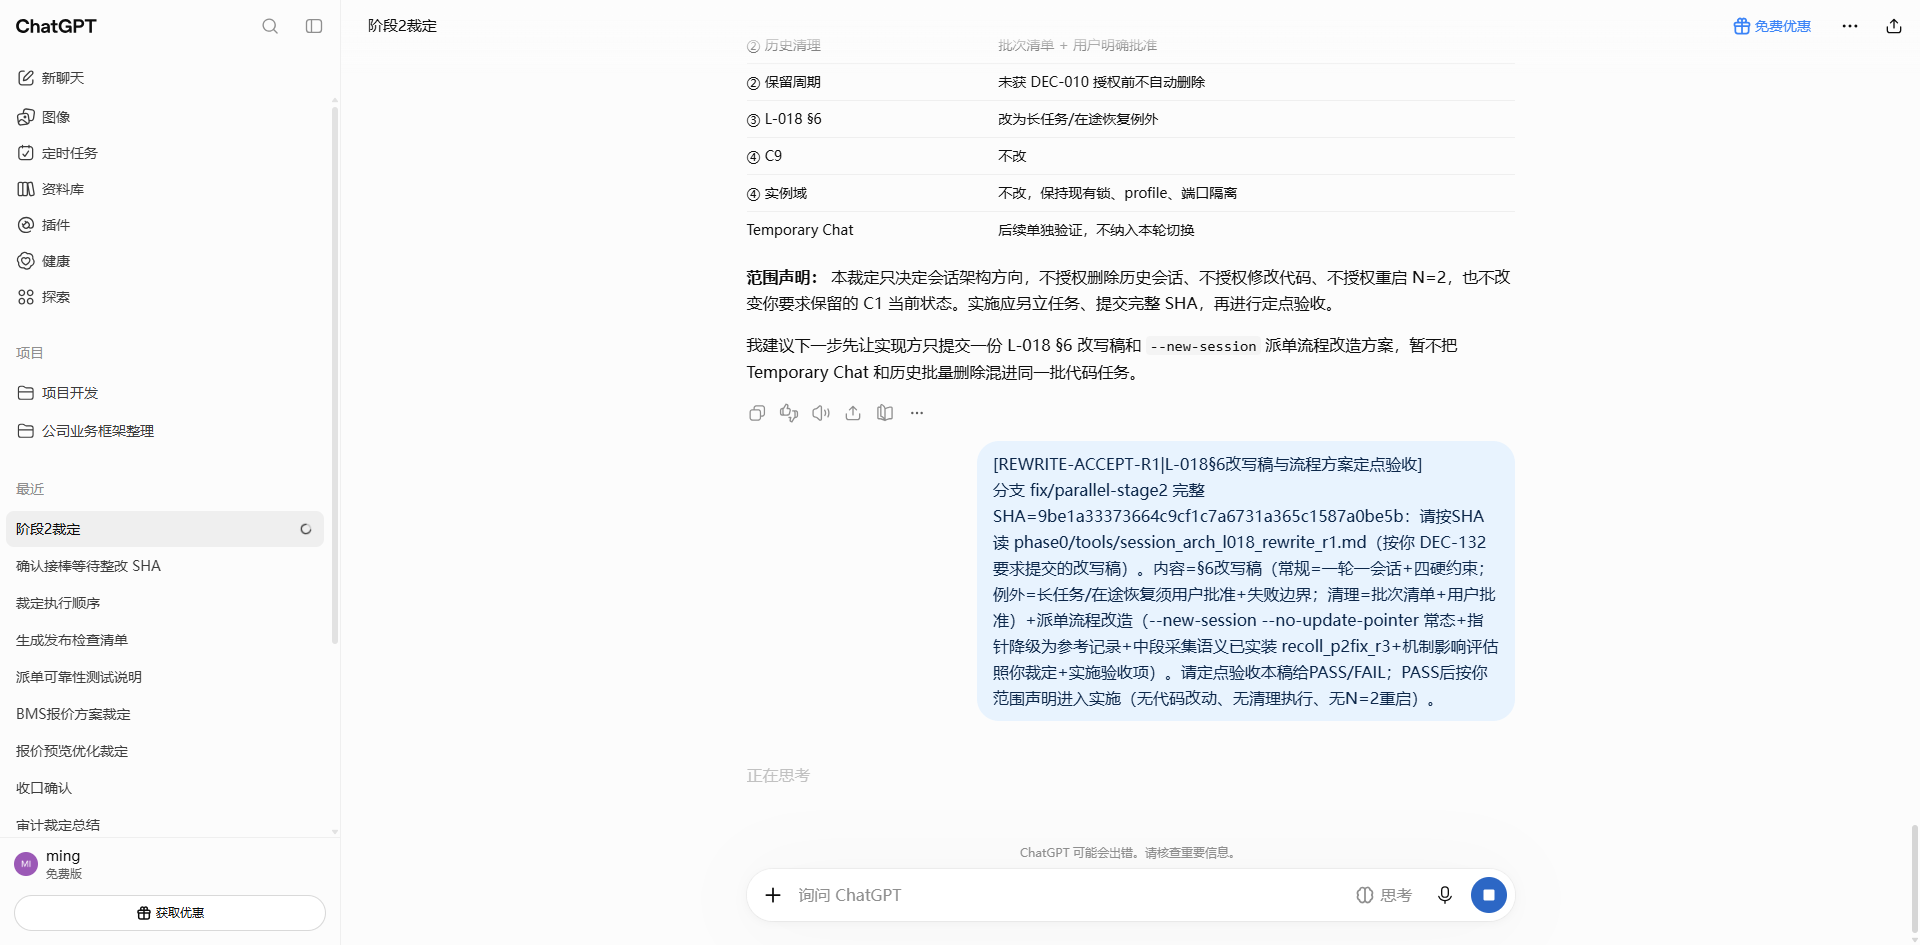 ChatGPT
新聊天
图像
定时任务
资料库
插件
健康
探索
项目
项目开发
公司业务框架整理
最近
阶段2裁定
确认接棒等待整改 SHA
裁定执行顺序
生成发布检查清单
派单可靠性测试说明
BMS报价方案裁定
报价预览优化裁定
收口确认
审计裁定总结
MI
ming
免费版
获取优惠
阶段2裁定
免费优惠
② 历史清理 批次清单 + 用户明确批准
② 保留周期 未获 DEC-010 授权前不自动删除
③ L-018 §6 改为长任务/在途恢复例外
④ C9 不改
④ 实例域 不改，保持现有锁、profile、端口隔离
Temporary Chat 后续单独验证，不纳入本轮切换
范围声明： 本裁定只决定会话架构方向，不授权删除历史会话、不授权修改代码、不授权重启 N=2，也不改
变你要求保留的 C1 当前状态。实施应另立任务、提交完整 SHA，再进行定点验收。
我建议下一步先让实现方只提交一份 L-018 §6 改写稿和 --new-session 派单流程改造方案，暂不把
Temporary Chat 和历史批量删除混进同一批代码任务。
[REWRITE-ACCEPT-R1|L-018§6改写稿与流程方案定点验收]
分支 fix/parallel-stage2 完整
SHA=9be1a33373664c9cf1c7a6731a365c1587a0be5b：请按SHA
读 phase0/tools/session_arch_l018_rewrite_r1.md（按你 DEC-132
要求提交的改写稿）。内容=§6改写稿（常规=一轮一会话+四硬约束；
例外=长任务/在途恢复须用户批准+失败边界；清理=批次清单+用户批
准）+派单流程改造（--new-session --no-update-pointer 常态+指
针降级为参考记录+中段采集语义已实装 recoll_p2fix_r3+机制影响评估
照你裁定+实施验收项）。请定点验收本稿给PASS/FAIL；PASS后按你
范围声明进入实施（无代码改动、无清理执行、无N=2重启）。
正在思考
ChatGPT 可能会出错。请核查重要信息。
询问 ChatGPT
思考